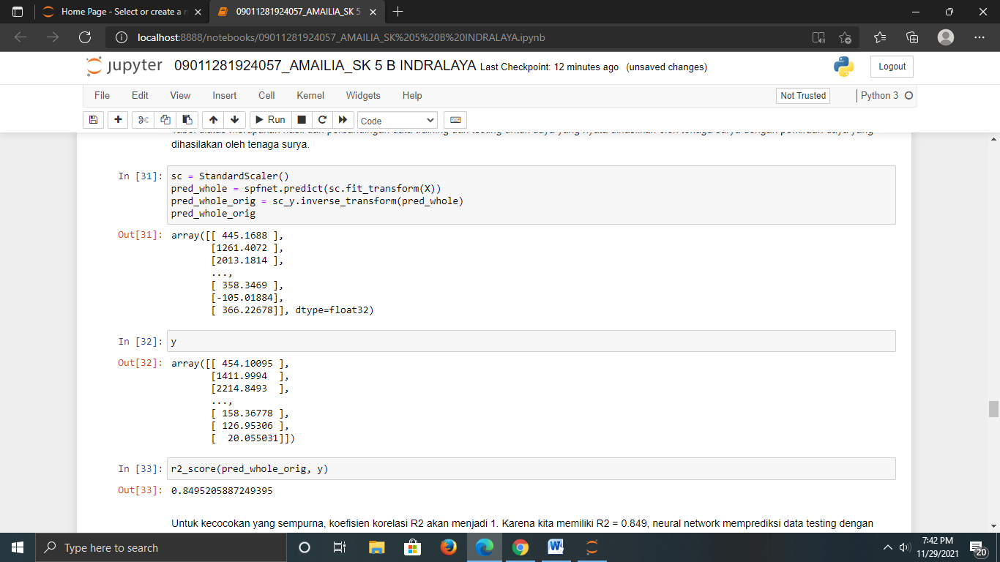 Home Page - Select or create a n
09011281924057_AMAILIA_SK 5
localhost:8888/notebooks/09011281924057_AMAILIA_SK%205%20B%20INDRALAYA.ipynb
jupyter 09011281924057_AMAILIA_SK 5 B INDRALAYA Last Checkpoint: 12 minutes ago (unsaved changes)
Logout
File Edit View Insert Cell Kernel Widgets Help
Not Trusted
Python 3
Run
Code
dihasilakan oleh tenaga surya.
In [31]: sc = StandardScaler()
pred_whole = spfnet.predict(sc.fit_transform(X))
pred_whole_orig = sc_y.inverse_transform(pred_whole)
pred_whole_orig
Out[31]: array([[ 445.1688 ],
[1261.4072 ],
[2013.1814 ],
...,
[ 358.3469 ],
[-105.01884],
[ 366.22678]], dtype=float32)
In [32]: y
Out[32]: array([[ 454.10095 ],
[1411.9994  ],
[2214.8493  ],
...,
[ 158.36778 ],
[ 126.95306 ],
[  20.055031]])
In [33]: r2_score(pred_whole_orig, y)
Out[33]: 0.8495205887249395
Untuk kecocokan yang sempurna, koefisien korelasi R2 akan menjadi 1. Karena kita memiliki R2 = 0.849, neural network memprediksi data testing dengan
Type here to search
7:42 PM
11/29/2021
20